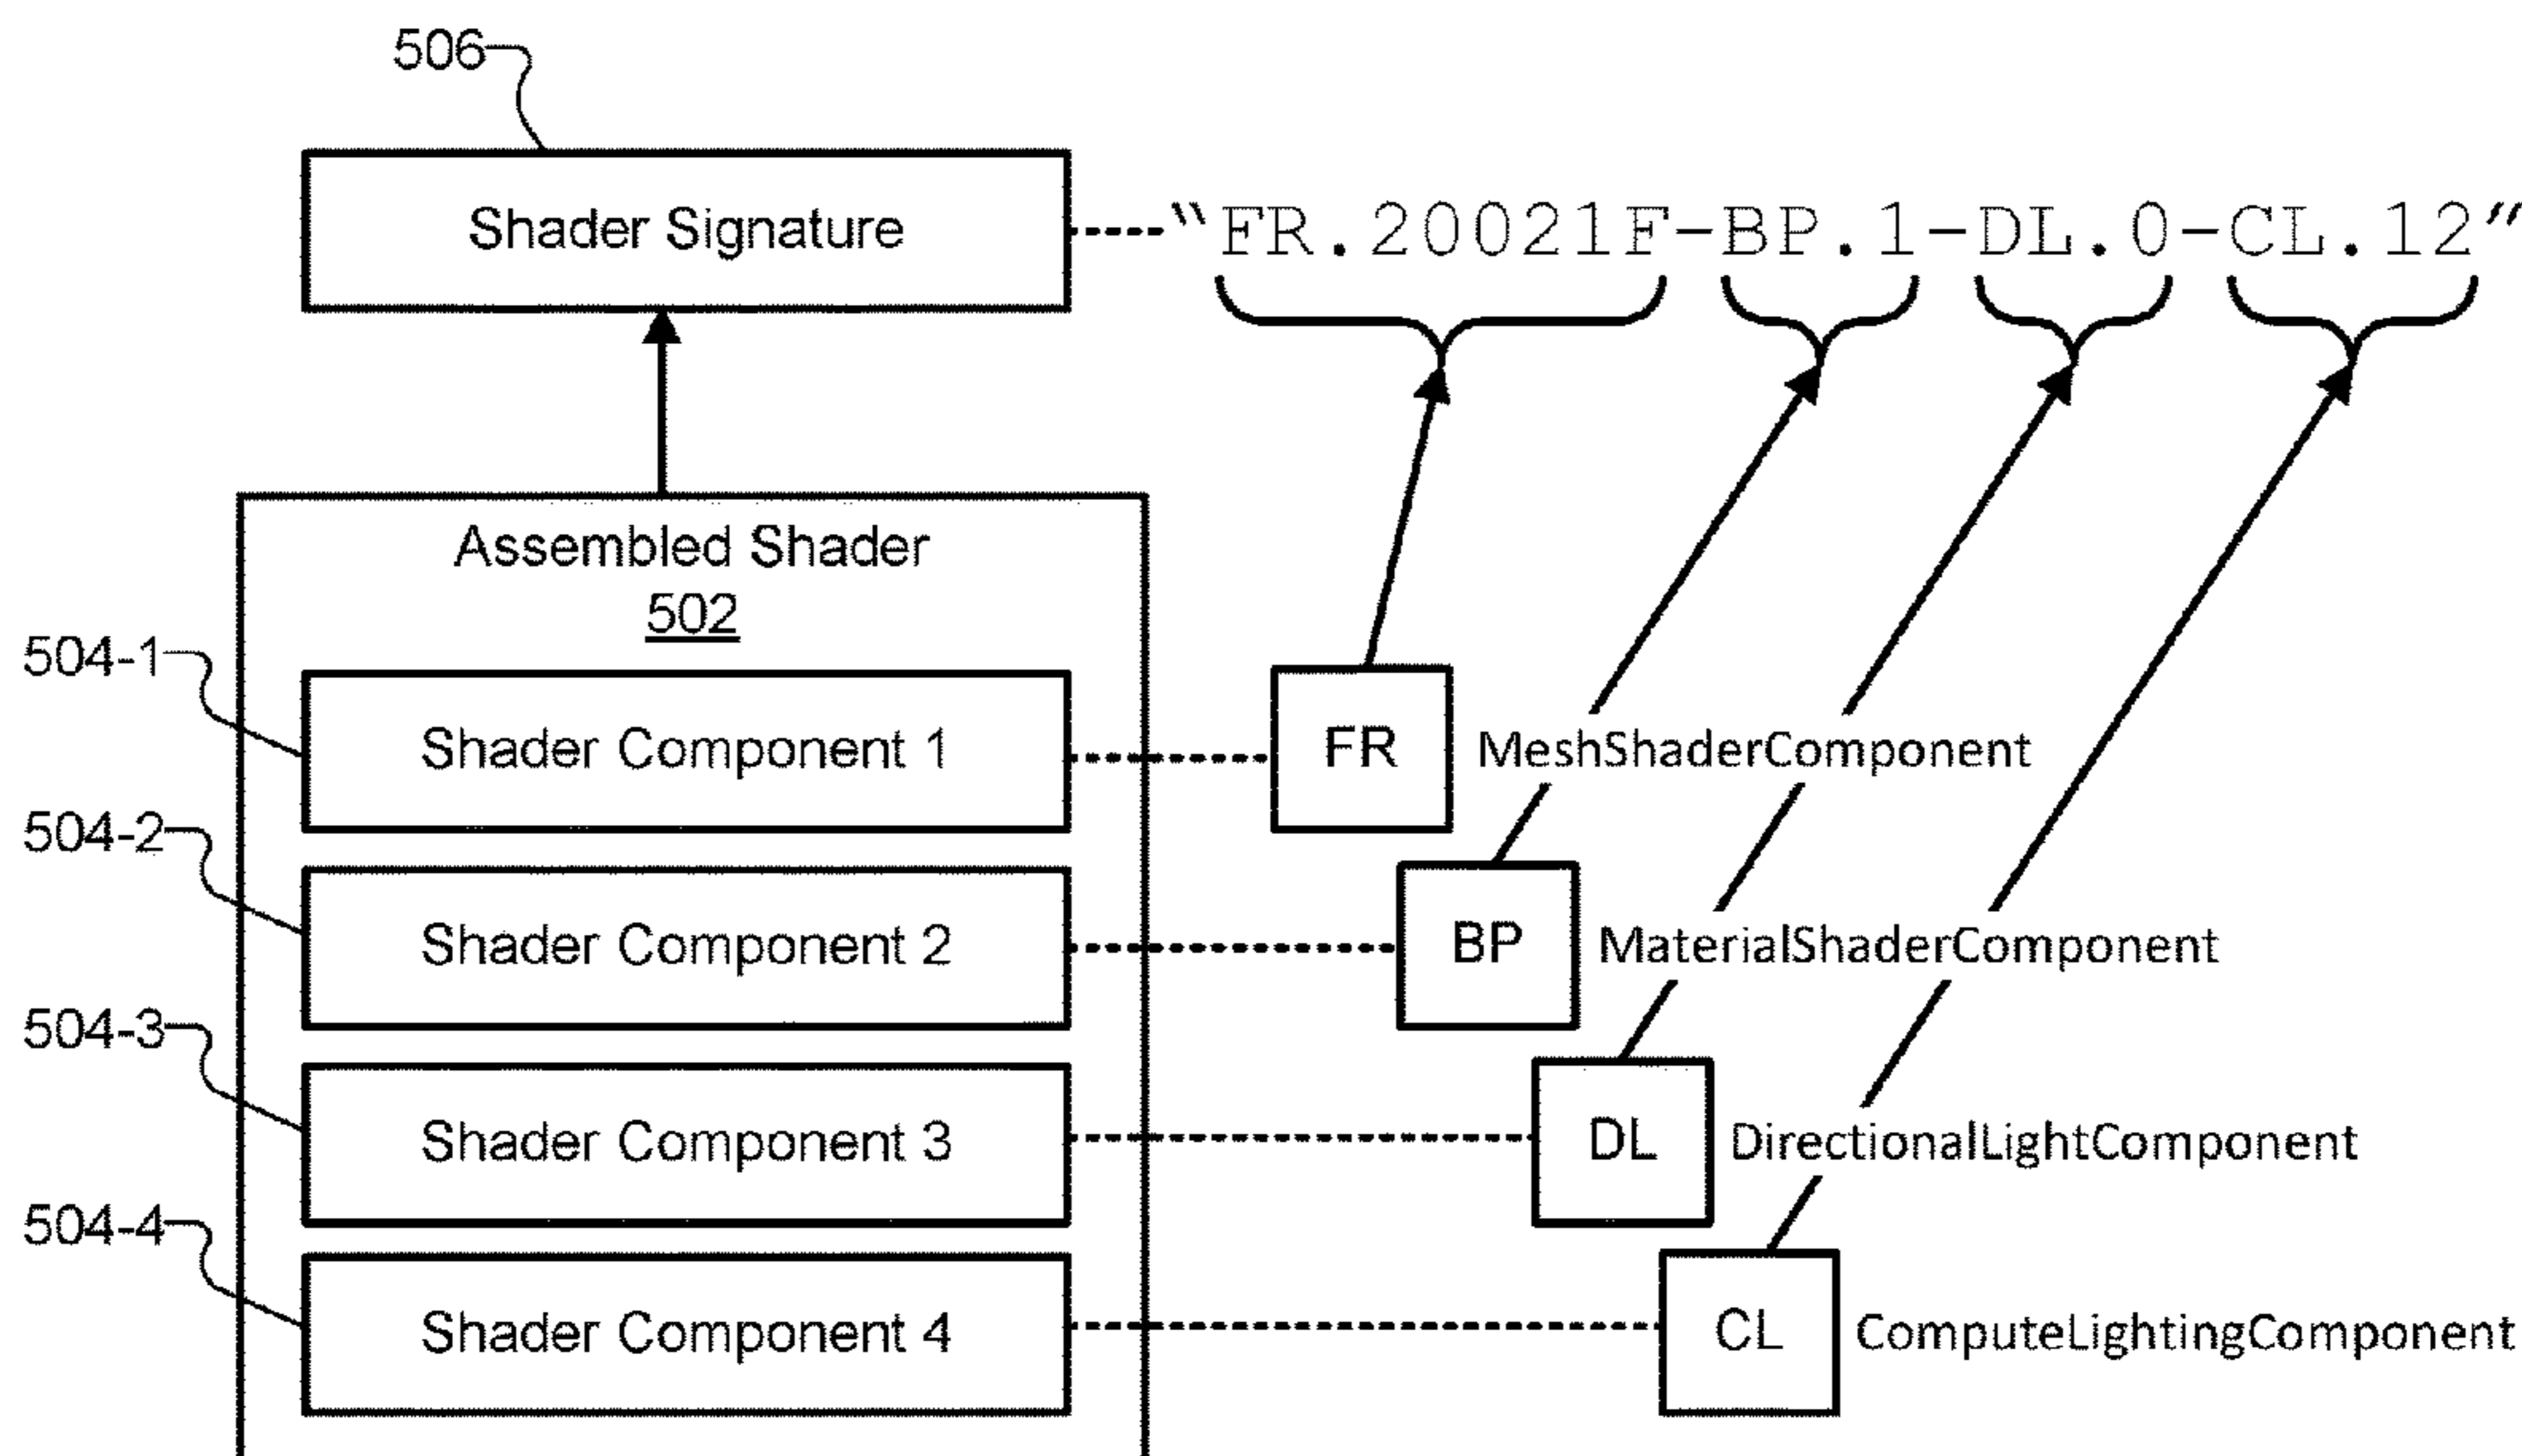 506
Shader Signature
“FR.20021F-BP.1-DL.0-CL.12”
Assembled Shader
502
504-1
Shader Component 1
FR
MeshShaderComponent
504-2
Shader Component 2
BP
MaterialShaderComponent
504-3
Shader Component 3
DL
DirectionalLightComponent
504-4
Shader Component 4
CL
ComputeLightingComponent